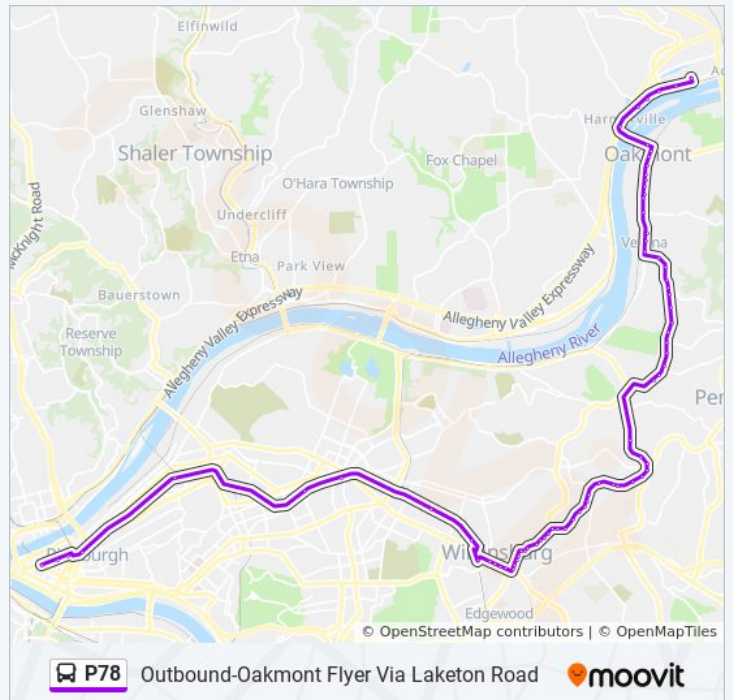 Elfinwild
Ac
Glenshaw
Harmarville
Shaler Township
Oakmont
Fox Chapel
O'Hara Township
McKnight Road
Undercliff
Verona
Etna
Park View
Allegheny Valley Expressway
Bauerstown
Allegheny Valley Expressway
Reserve
Township
Allegheny River
Pen
Pittsburgh
Wilkinsburg
Edgewood
© OpenStreetMap contributors | © OpenMapTiles
P78 Outbound-Oakmont Flyer Via Laketon Road moovit